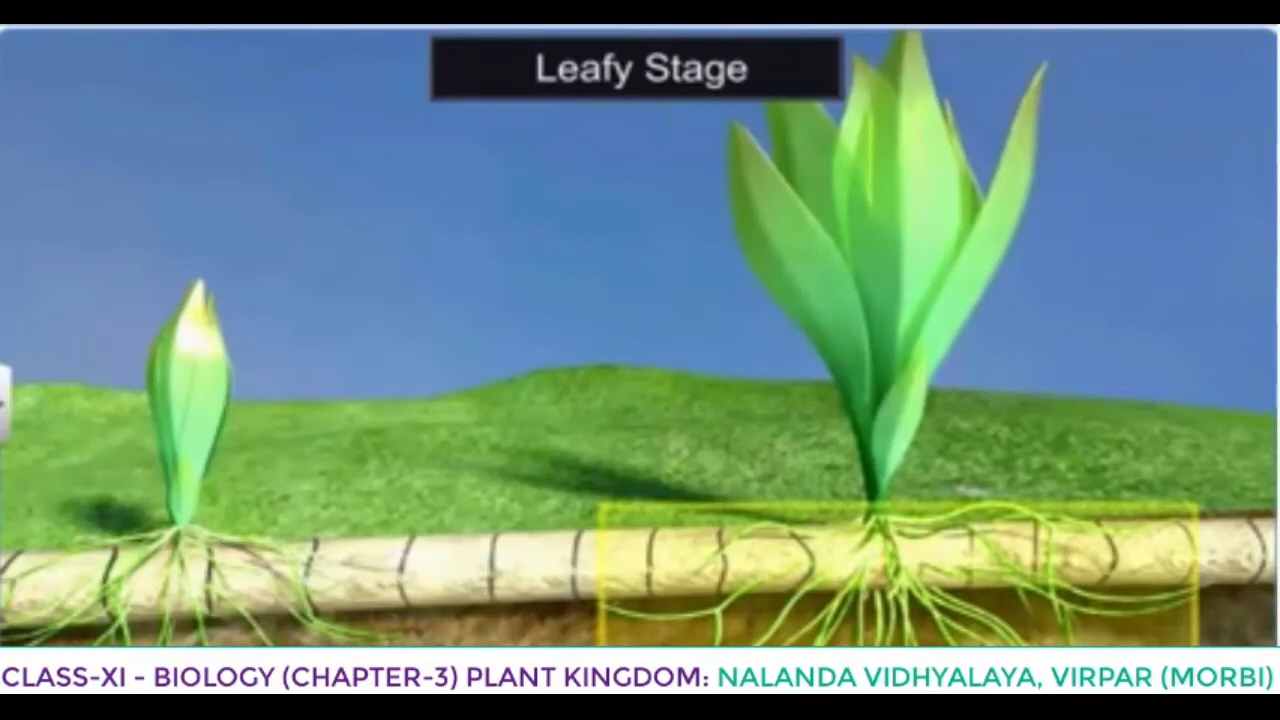 Leafy Stage
CLASS-XI - BIOLOGY (CHAPTER-3) PLANT KINGDOM: NALANDA VIDHYALAYA, VIRPAR (MORBI)